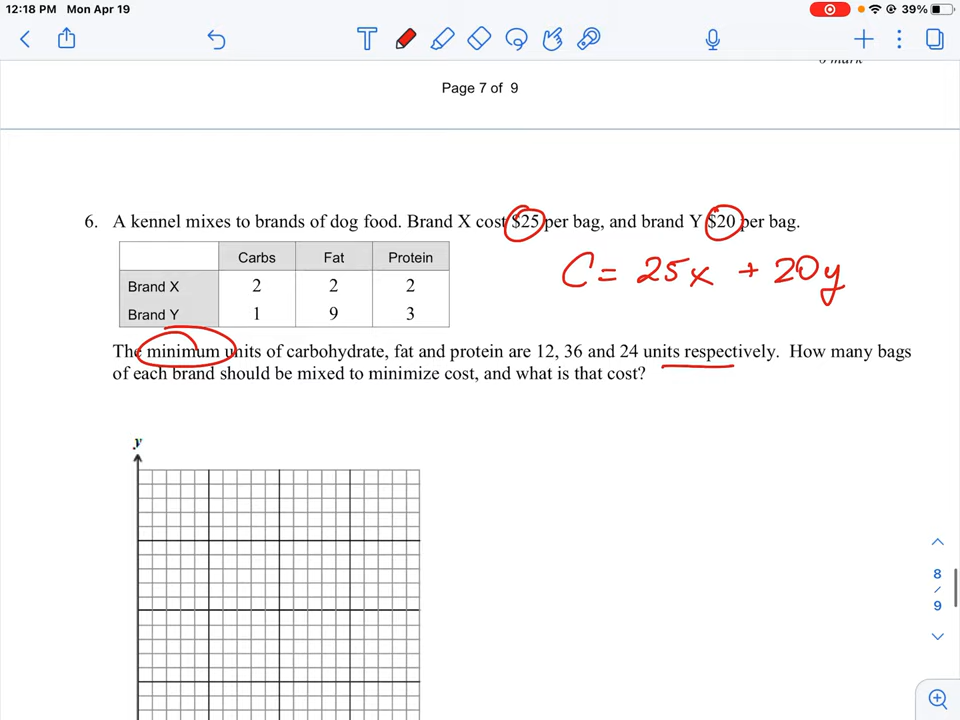 12:18 PM Mon Apr 19
39%
T
6 mark
Page 7 of 9
6. A kennel mixes to brands of dog food. Brand X cost $25 per bag, and brand Y $20 per bag.
Carbs Fat Protein
Brand X 2 2 2
Brand Y 1 9 3
C = 25x + 20y
The minimum units of carbohydrate, fat and protein are 12, 36 and 24 units respectively. How many bags
of each brand should be mixed to minimize cost, and what is that cost?
y
8
/
9